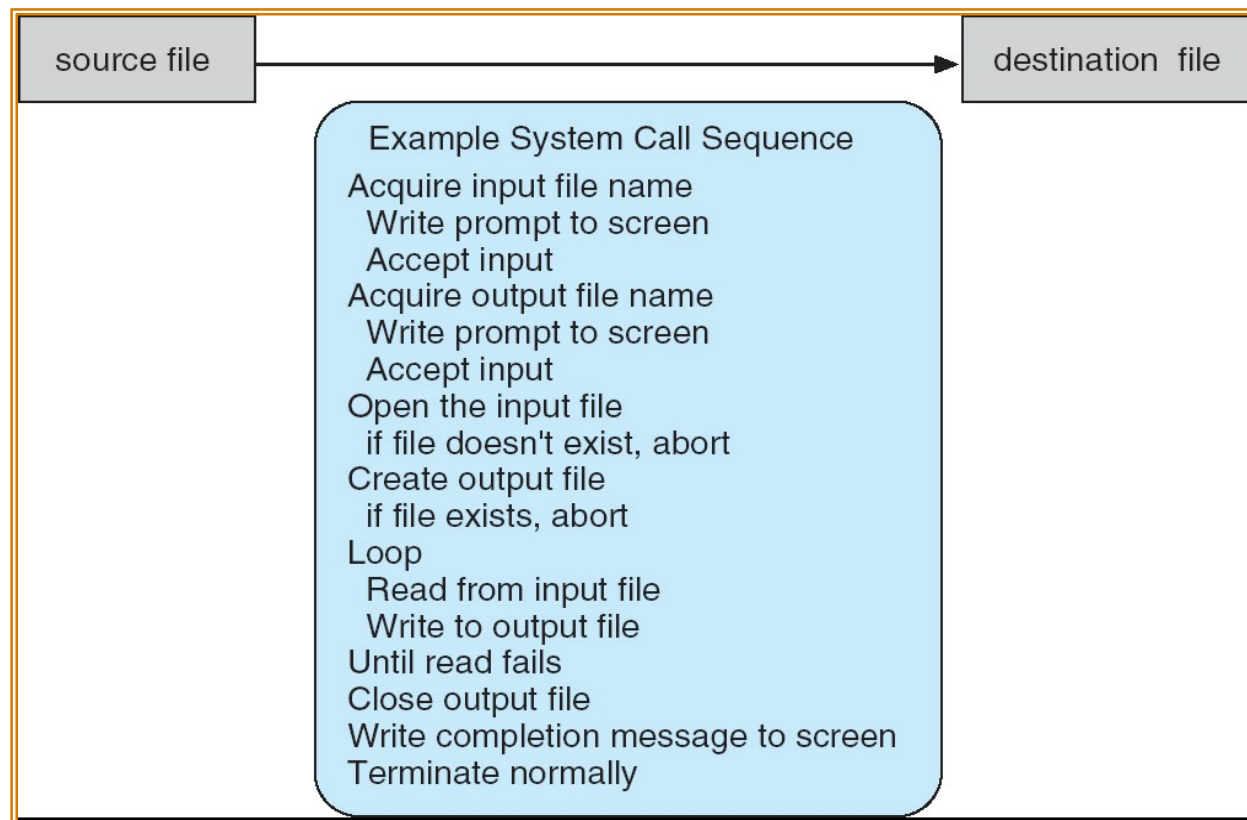 source file
destination file
Example System Call Sequence
Acquire input file name
Write prompt to screen
Accept input
Acquire output file name
Write prompt to screen
Accept input
Open the input file
if file doesn't exist, abort
Create output file
if file exists, abort
Loop
Read from input file
Write to output file
Until read fails
Close output file
Write completion message to screen
Terminate normally